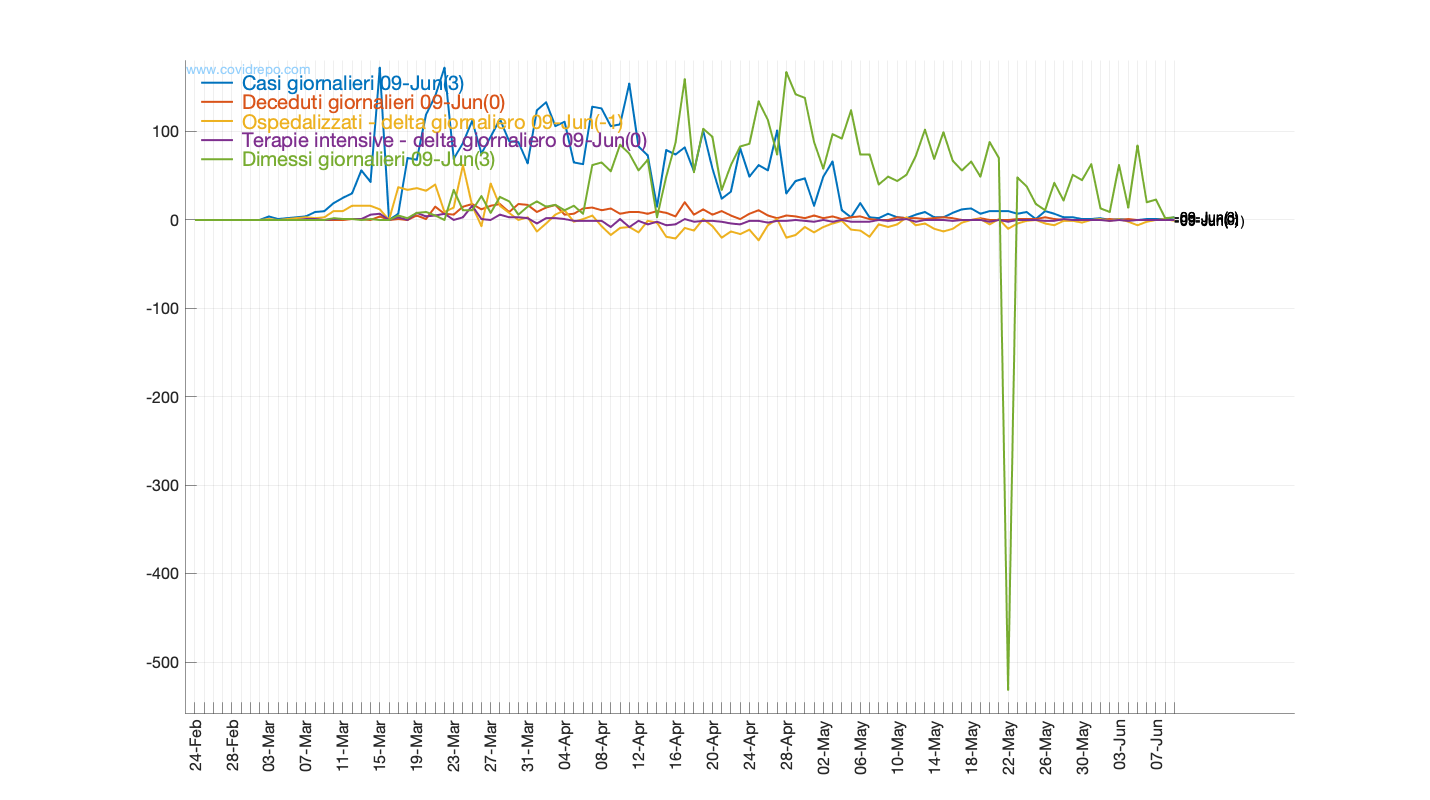 www.covidrepo.com
Casi giornalieri 09-Jun(3)
Deceduti giornalieri 09-Jun(0)
Ospedalizzati - delta giornaliero 09-Jun(-1)
Terapie intensive - delta giornaliero 09-Jun(0)
Dimessi giornalieri 09-Jun(3)
100
0
-100
-200
-300
-400
-500
24-Feb
28-Feb
03-Mar
07-Mar
11-Mar
15-Mar
19-Mar
23-Mar
27-Mar
31-Mar
04-Apr
08-Apr
12-Apr
16-Apr
20-Apr
24-Apr
28-Apr
02-May
06-May
10-May
14-May
18-May
22-May
26-May
30-May
03-Jun
07-Jun